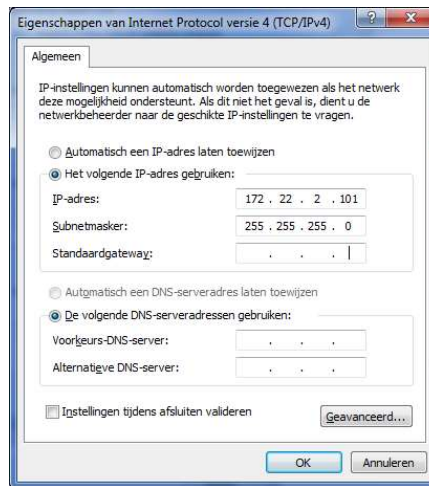 Eigenschappen van Internet Protocol versie 4 (TCP/IPv4)
Algemeen
IP-instellingen kunnen automatisch worden toegewezen als het netwerk
deze mogelijkheid ondersteunt. Als dit niet het geval is, dient u de
netwerkbeheerder naar de geschikte IP-instellingen te vragen.
Automatisch een IP-adres laten toewijzen
Het volgende IP-adres gebruiken:
IP-adres: 172 . 22 . 2 . 101
Subnetmasker: 255 . 255 . 255 . 0
Standaardgateway: . . .
Automatisch een DNS-serveradres laten toewijzen
De volgende DNS-serveradressen gebruiken:
Voorkeurs-DNS-server: . . .
Alternatieve DNS-server: . . .
Instellingen tijdens afsluiten valideren
Geavanceerd...
OK Annuleren